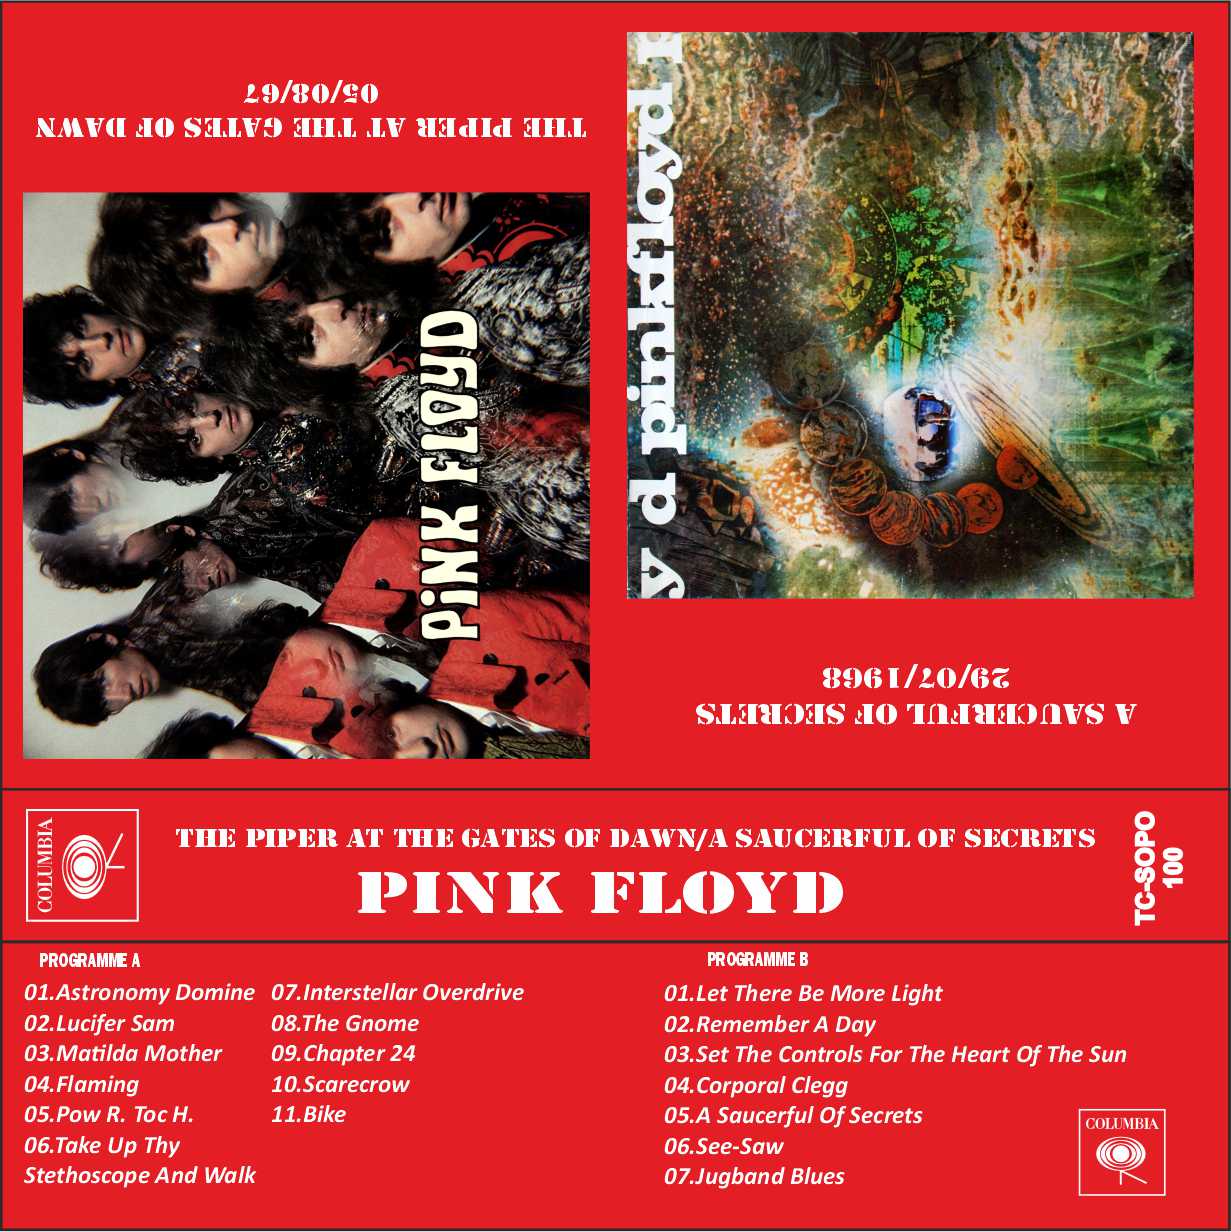 05/08/67
THE PIPER AT THE GATES OF DAWN
PiNK FLOYD
y d pinkfloyd p
29/07/1968
A SAUCERFUL OF SECRETS
COLUMBIA
THE PIPER AT THE GATES OF DAWN/A SAUCERFUL OF SECRETS
PINK FLOYD
TC-SOPO
100
PROGRAMME A
01.Astronomy Domine
02.Lucifer Sam
03.Matilda Mother
04.Flaming
05.Pow R. Toc H.
06.Take Up Thy
Stethoscope And Walk
07.Interstellar Overdrive
08.The Gnome
09.Chapter 24
10.Scarecrow
11.Bike
PROGRAMME B
01.Let There Be More Light
02.Remember A Day
03.Set The Controls For The Heart Of The Sun
04.Corporal Clegg
05.A Saucerful Of Secrets
06.See-Saw
07.Jugband Blues
COLUMBIA